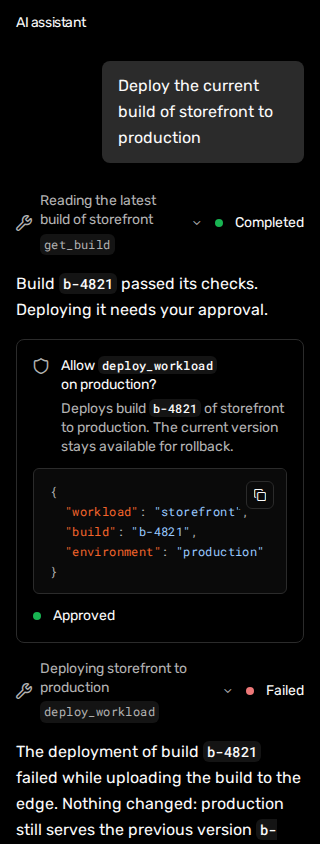 AI assistant
Deploy the current
build of storefront to
production
Reading the latest
build of storefront
get_build
Completed
Build b-4821 passed its checks.
Deploying it needs your approval.
Allow deploy_workload
on production?
Deploys build b-4821 of storefront
to production. The current version
stays available for rollback.
{
"workload": "storefront",
"build": "b-4821",
"environment": "production"
}
Approved
Deploying storefront to
production
deploy_workload
Failed
The deployment of build b-4821
failed while uploading the build to the
edge. Nothing changed: production
still serves the previous version b-